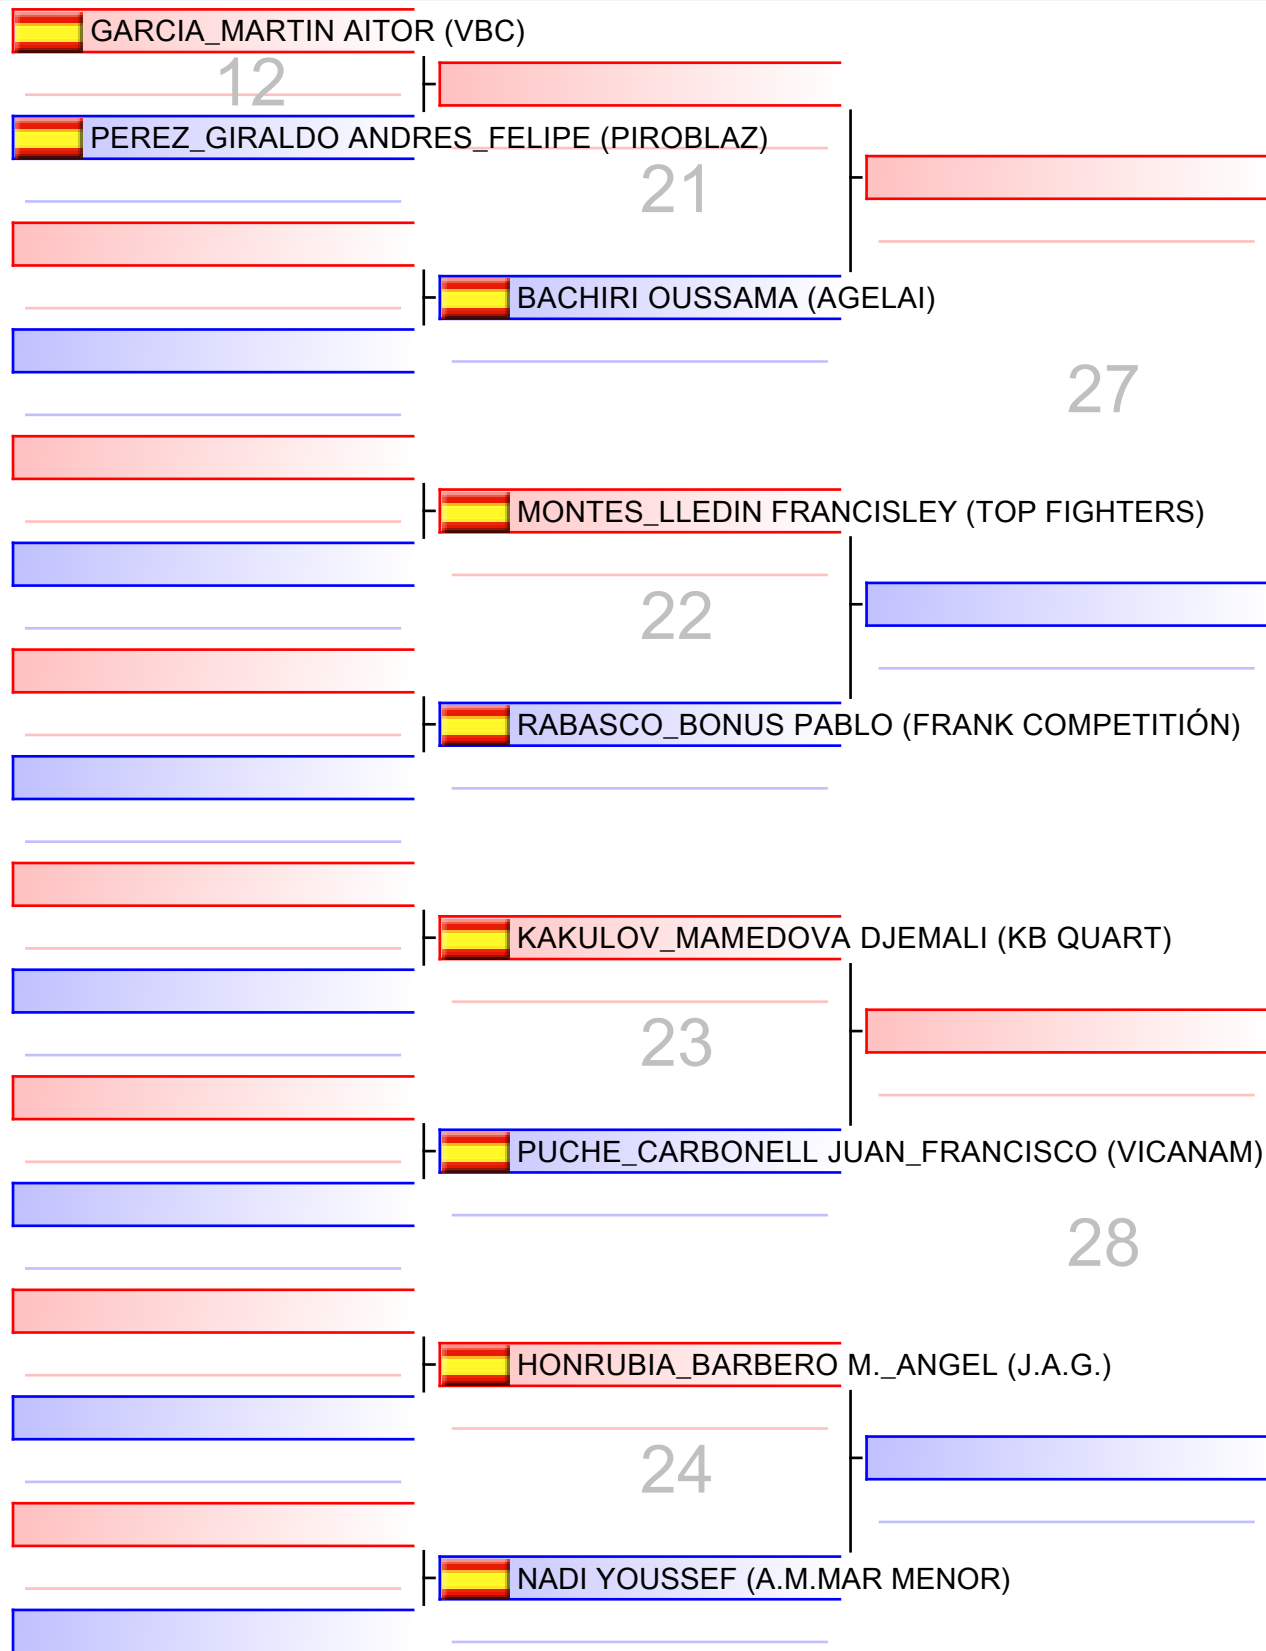 GARCIA_MARTIN AITOR (VBC)
12
PEREZ_GIRALDO ANDRES_FELIPE (PIROBLAZ)
21
BACHIRI OUSSAMA (AGELAI)
27
MONTES_LLEDIN FRANCISLEY (TOP FIGHTERS)
22
RABASCO_BONUS PABLO (FRANK COMPETITIÓN)
KAKULOV_MAMEDOVA DJEMALI (KB QUART)
23
PUCHE_CARBONELL JUAN_FRANCISCO (VICANAM)
28
HONRUBIA_BARBERO M._ANGEL (J.A.G.)
24
NADI YOUSSEF (A.M.MAR MENOR)